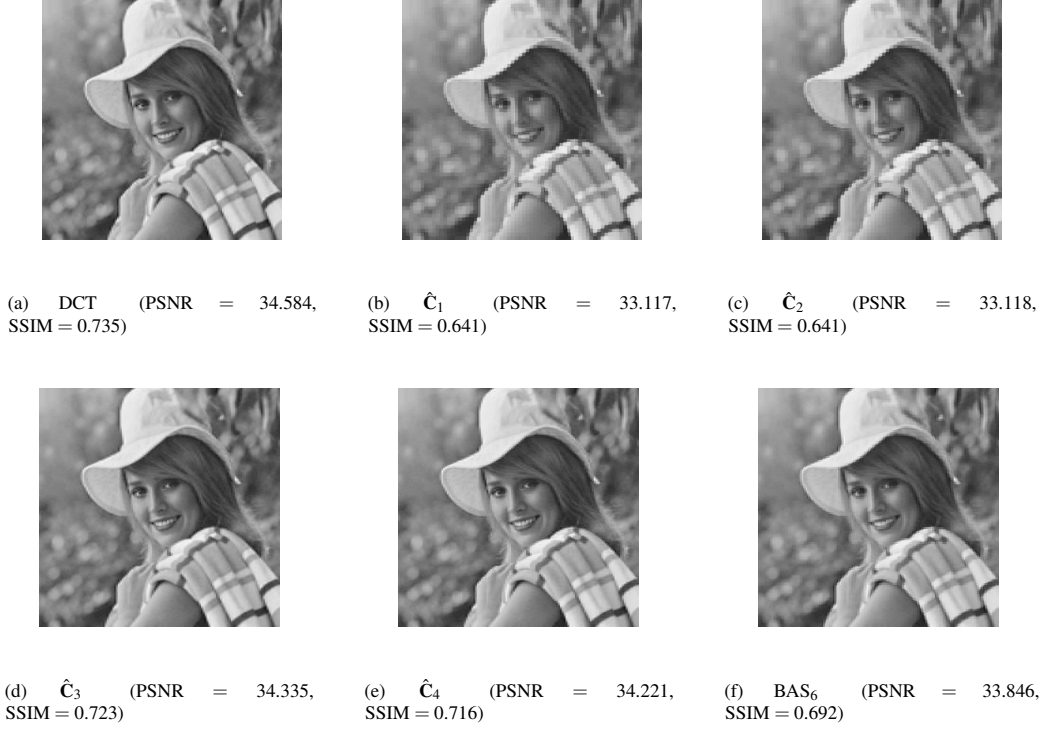 (a) DCT (PSNR = 34.584,
SSIM = 0.735)
(b) Ĉ1 (PSNR = 33.117,
SSIM = 0.641)
(c) Ĉ2 (PSNR = 33.118,
SSIM = 0.641)
(d) Ĉ3 (PSNR = 34.335,
SSIM = 0.723)
(e) Ĉ4 (PSNR = 34.221,
SSIM = 0.716)
(f) BAS6 (PSNR = 33.846,
SSIM = 0.692)